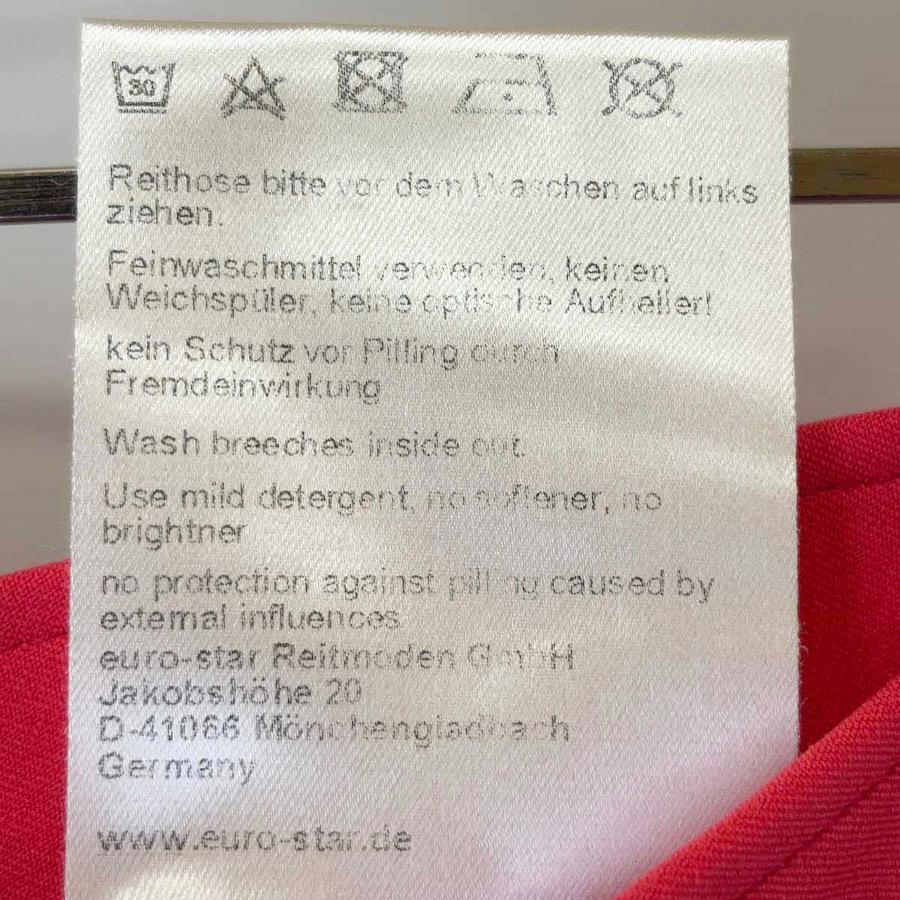 30
Reithose bitte vor dem Waschen auf links
ziehen.
Feinwaschmittel verwenden, keinen
Weichspüler, keine optische Aufheller!
kein Schutz vor Pilling durch
Fremdeinwirkung
Wash breeches inside out.
Use mild detergent, no softener, no
brightner
no protection against pilling caused by
external influences
euro-star Reitmoden GmbH
Jakobshöhe 20
D-41066 Mönchengladbach
Germany
www.euro-star.de